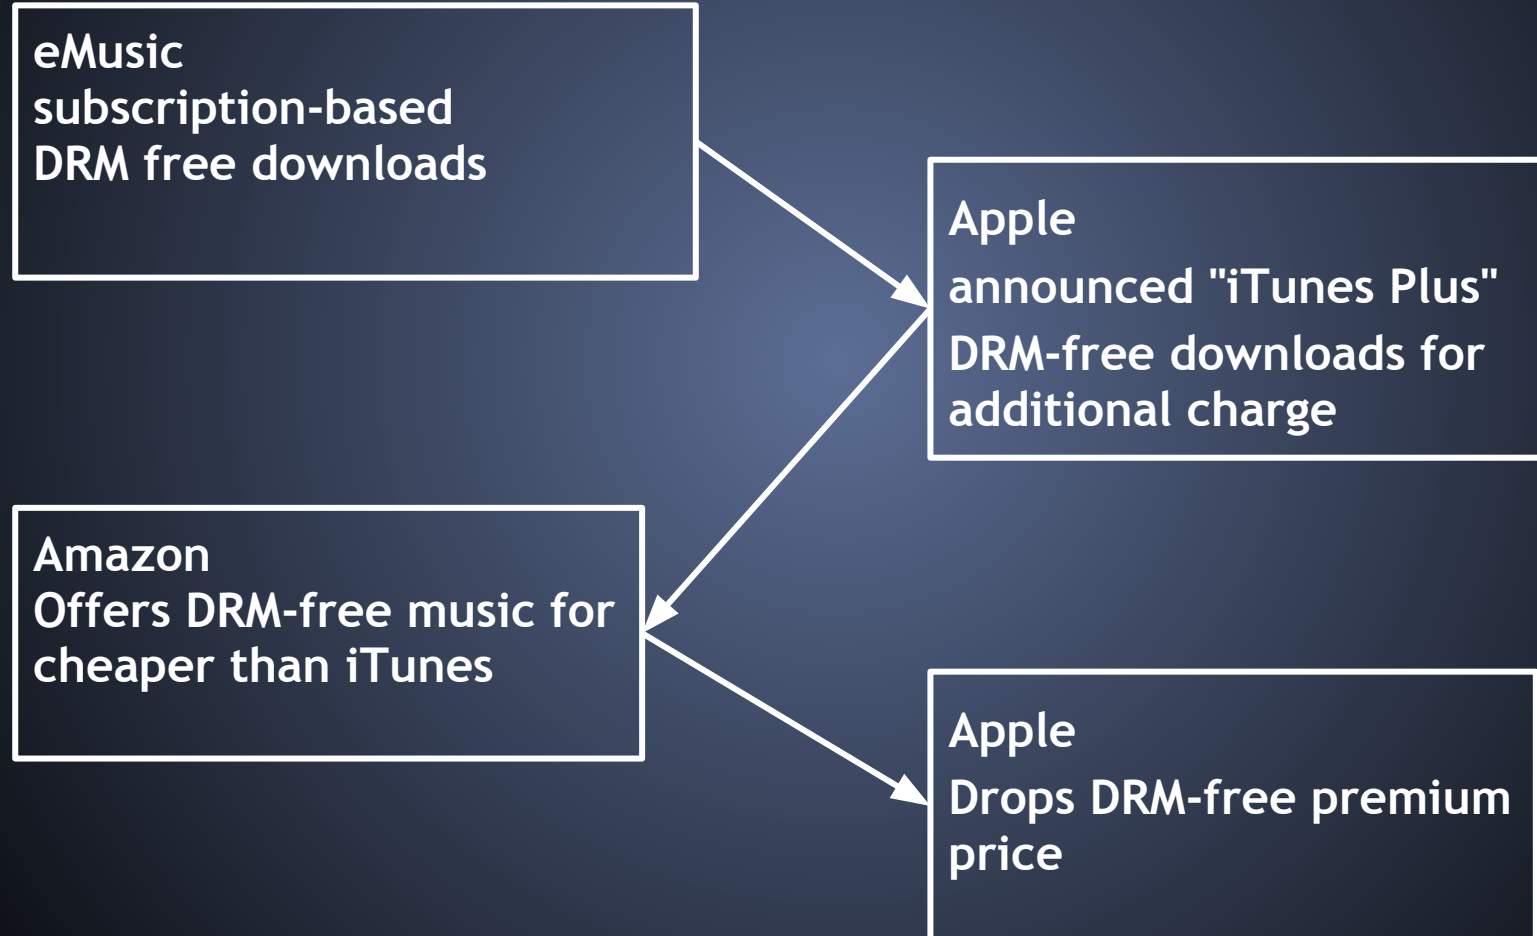 eMusic
subscription-based
DRM free downloads
Apple
announced "iTunes Plus"
DRM-free downloads for
additional charge
Amazon
Offers DRM-free music for
cheaper than iTunes
Apple
Drops DRM-free premium
price